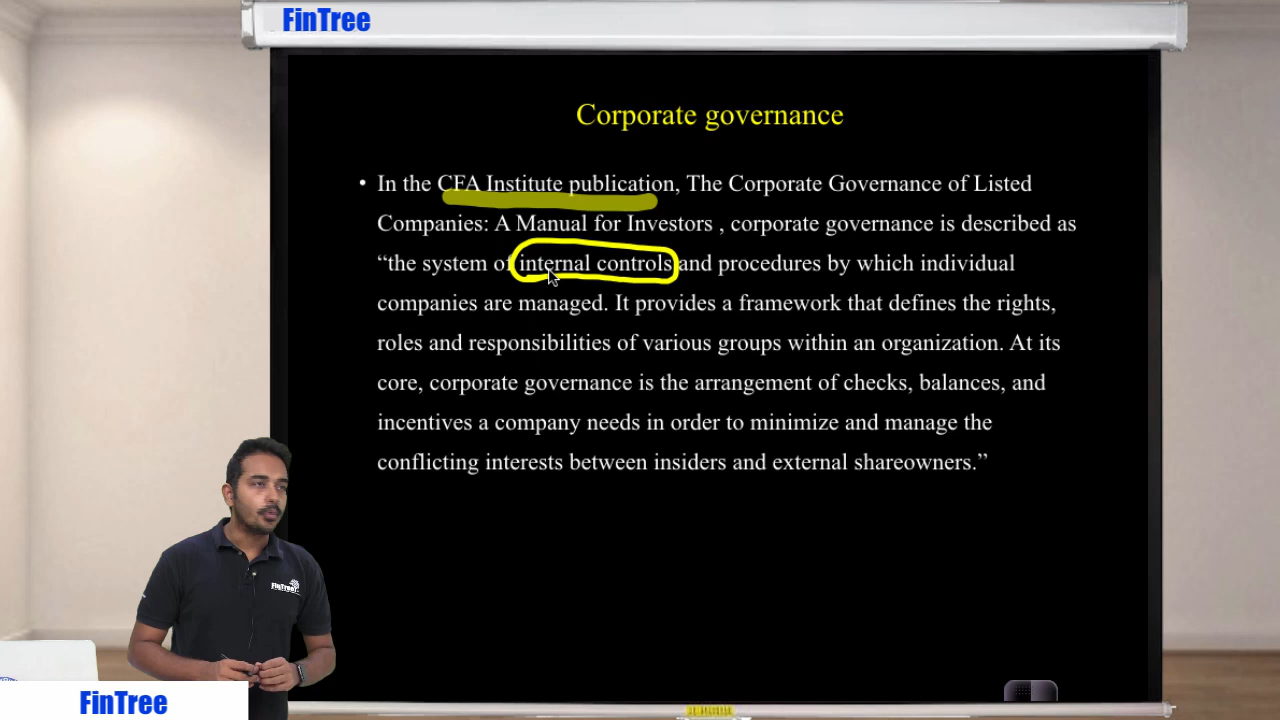 FinTree
Corporate governance
• In the CFA Institute publication, The Corporate Governance of Listed
Companies: A Manual for Investors , corporate governance is described as
“the system of internal controls and procedures by which individual
companies are managed. It provides a framework that defines the rights,
roles and responsibilities of various groups within an organization. At its
core, corporate governance is the arrangement of checks, balances, and
incentives a company needs in order to minimize and manage the
conflicting interests between insiders and external shareowners.”
FinTree
FinTree